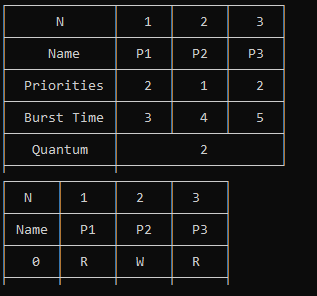 N 1 2 3
Name P1 P2 P3
Priorities 2 1 2
Burst Time 3 4 5
Quantum 2
N 1 2 3
Name P1 P2 P3
0 R W R